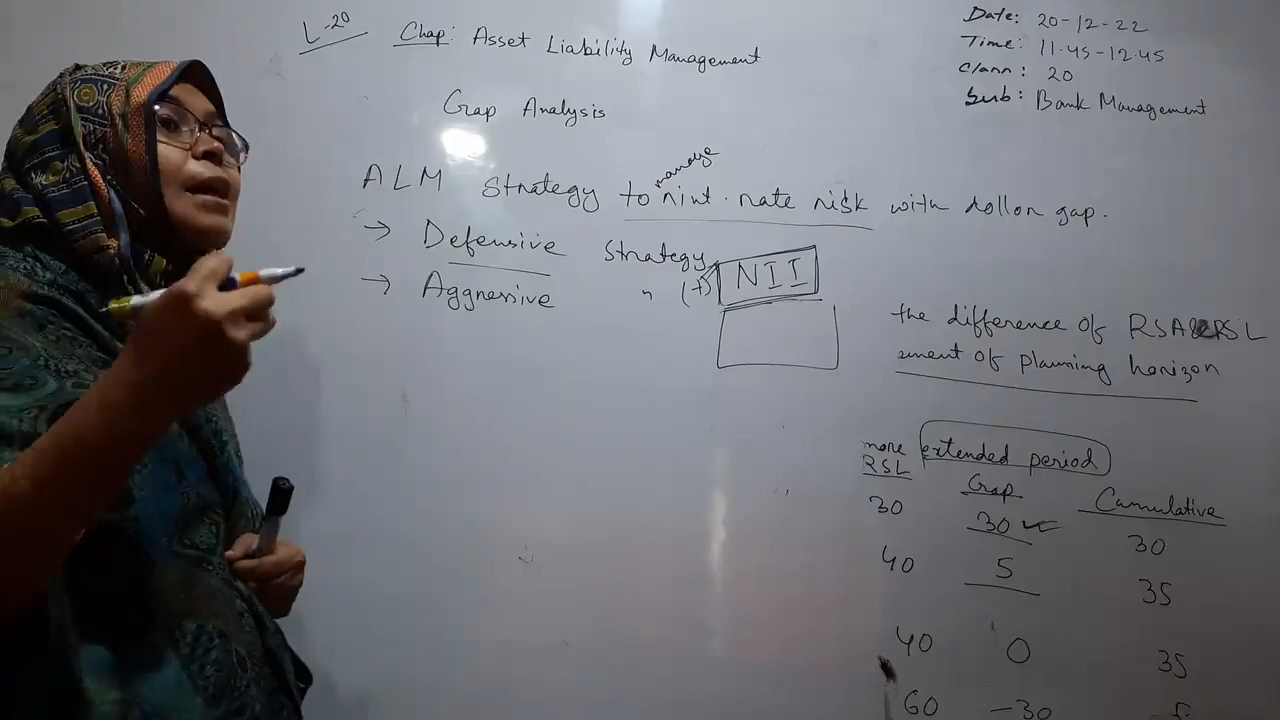 L-20
Chap: Asset Liability Management
Date: 20-12-22
Time: 11.45-12.45
Class: 20
Sub: Bank Management
Gap Analysis
manage
ALM Strategy to int. rate risk with dollar gap.
→ Defensive Strategy
→ Aggressive " (+) NII
the difference of RSA & RSL
ement of planning horizon
more RSL extended period
Gap Cumulative
30 30 30
40 5 35
40 0 35
60 -30